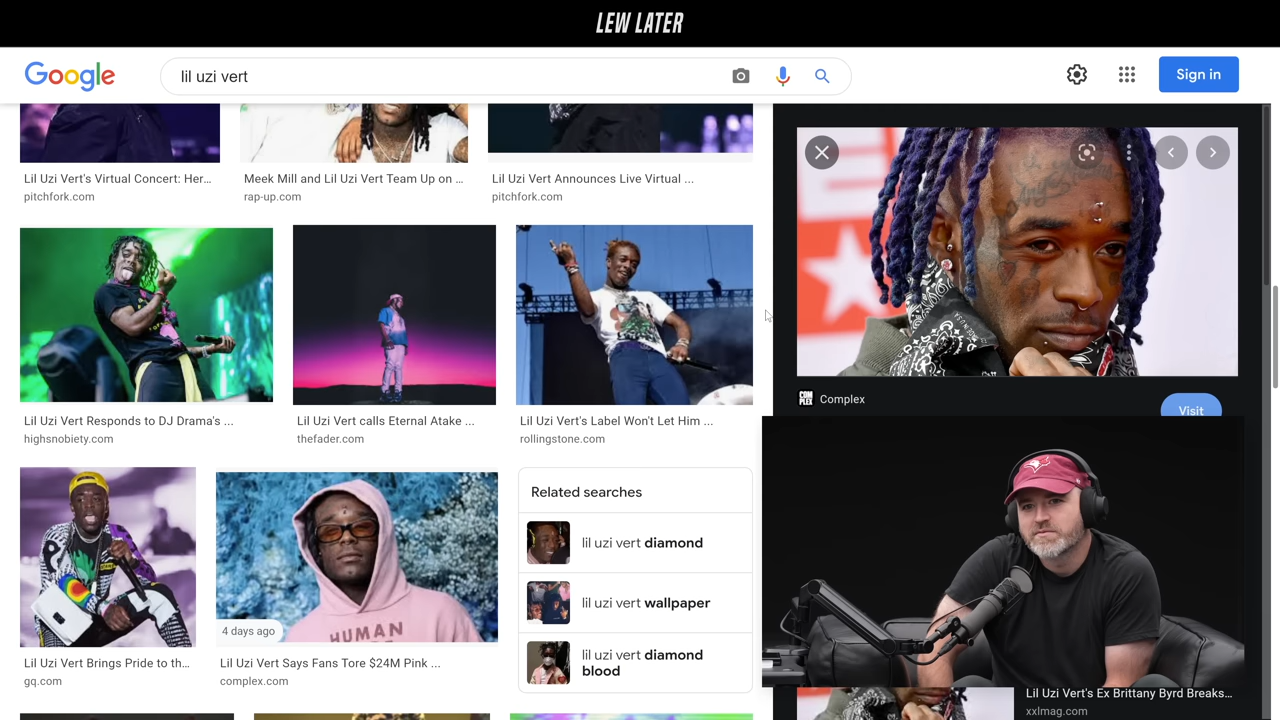 LEW LATER
Google
lil uzi vert
Sign in
Lil Uzi Vert's Virtual Concert: Her...
pitchfork.com
Meek Mill and Lil Uzi Vert Team Up on ...
rap-up.com
Lil Uzi Vert Announces Live Virtual ...
pitchfork.com
Lil Uzi Vert Responds to DJ Drama's ...
highsnobiety.com
Lil Uzi Vert calls Eternal Atake ...
thefader.com
Lil Uzi Vert's Label Won't Let Him ...
rollingstone.com
COMPLEX
Complex
Visit
Lil Uzi Vert Brings Pride to th...
gq.com
HUMAN
4 days ago
Lil Uzi Vert Says Fans Tore $24M Pink ...
complex.com
Related searches
lil uzi vert diamond
lil uzi vert wallpaper
lil uzi vert diamond
blood
Lil Uzi Vert's Ex Brittany Byrd Breaks...
xxlmag.com